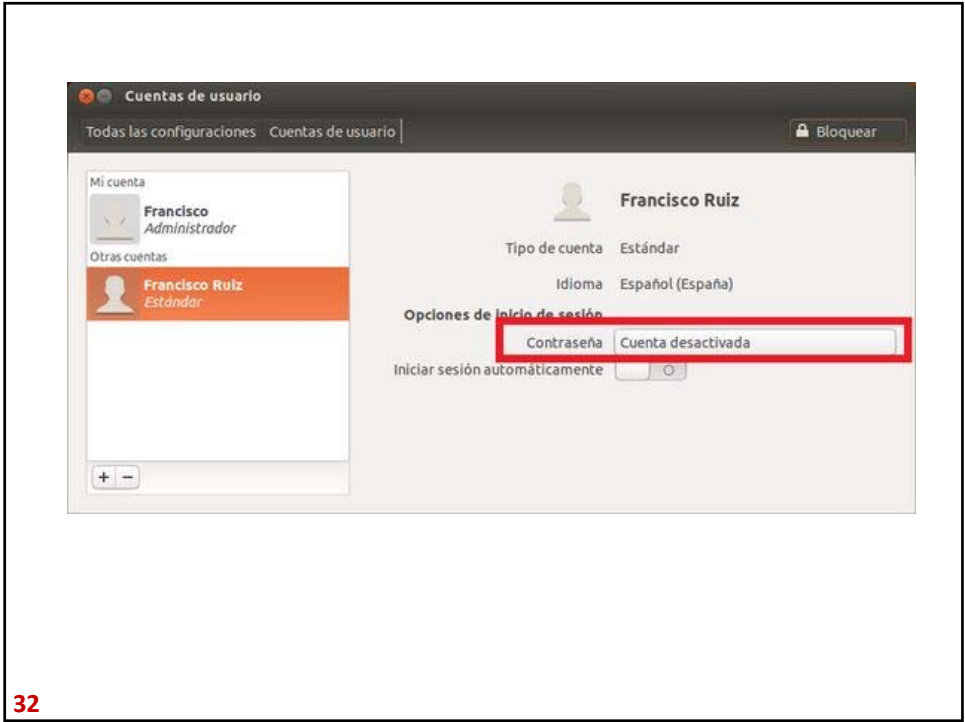 Cuentas de usuario
Todas las configuraciones Cuentas de usuario
Bloquear
Mi cuenta
Francisco
Administrador
Otras cuentas
Francisco Ruiz
Estándar
Francisco Ruiz
Tipo de cuenta Estándar
Idioma Español (España)
Opciones de inicio de sesión
Contraseña Cuenta desactivada
Iniciar sesión automáticamente
32